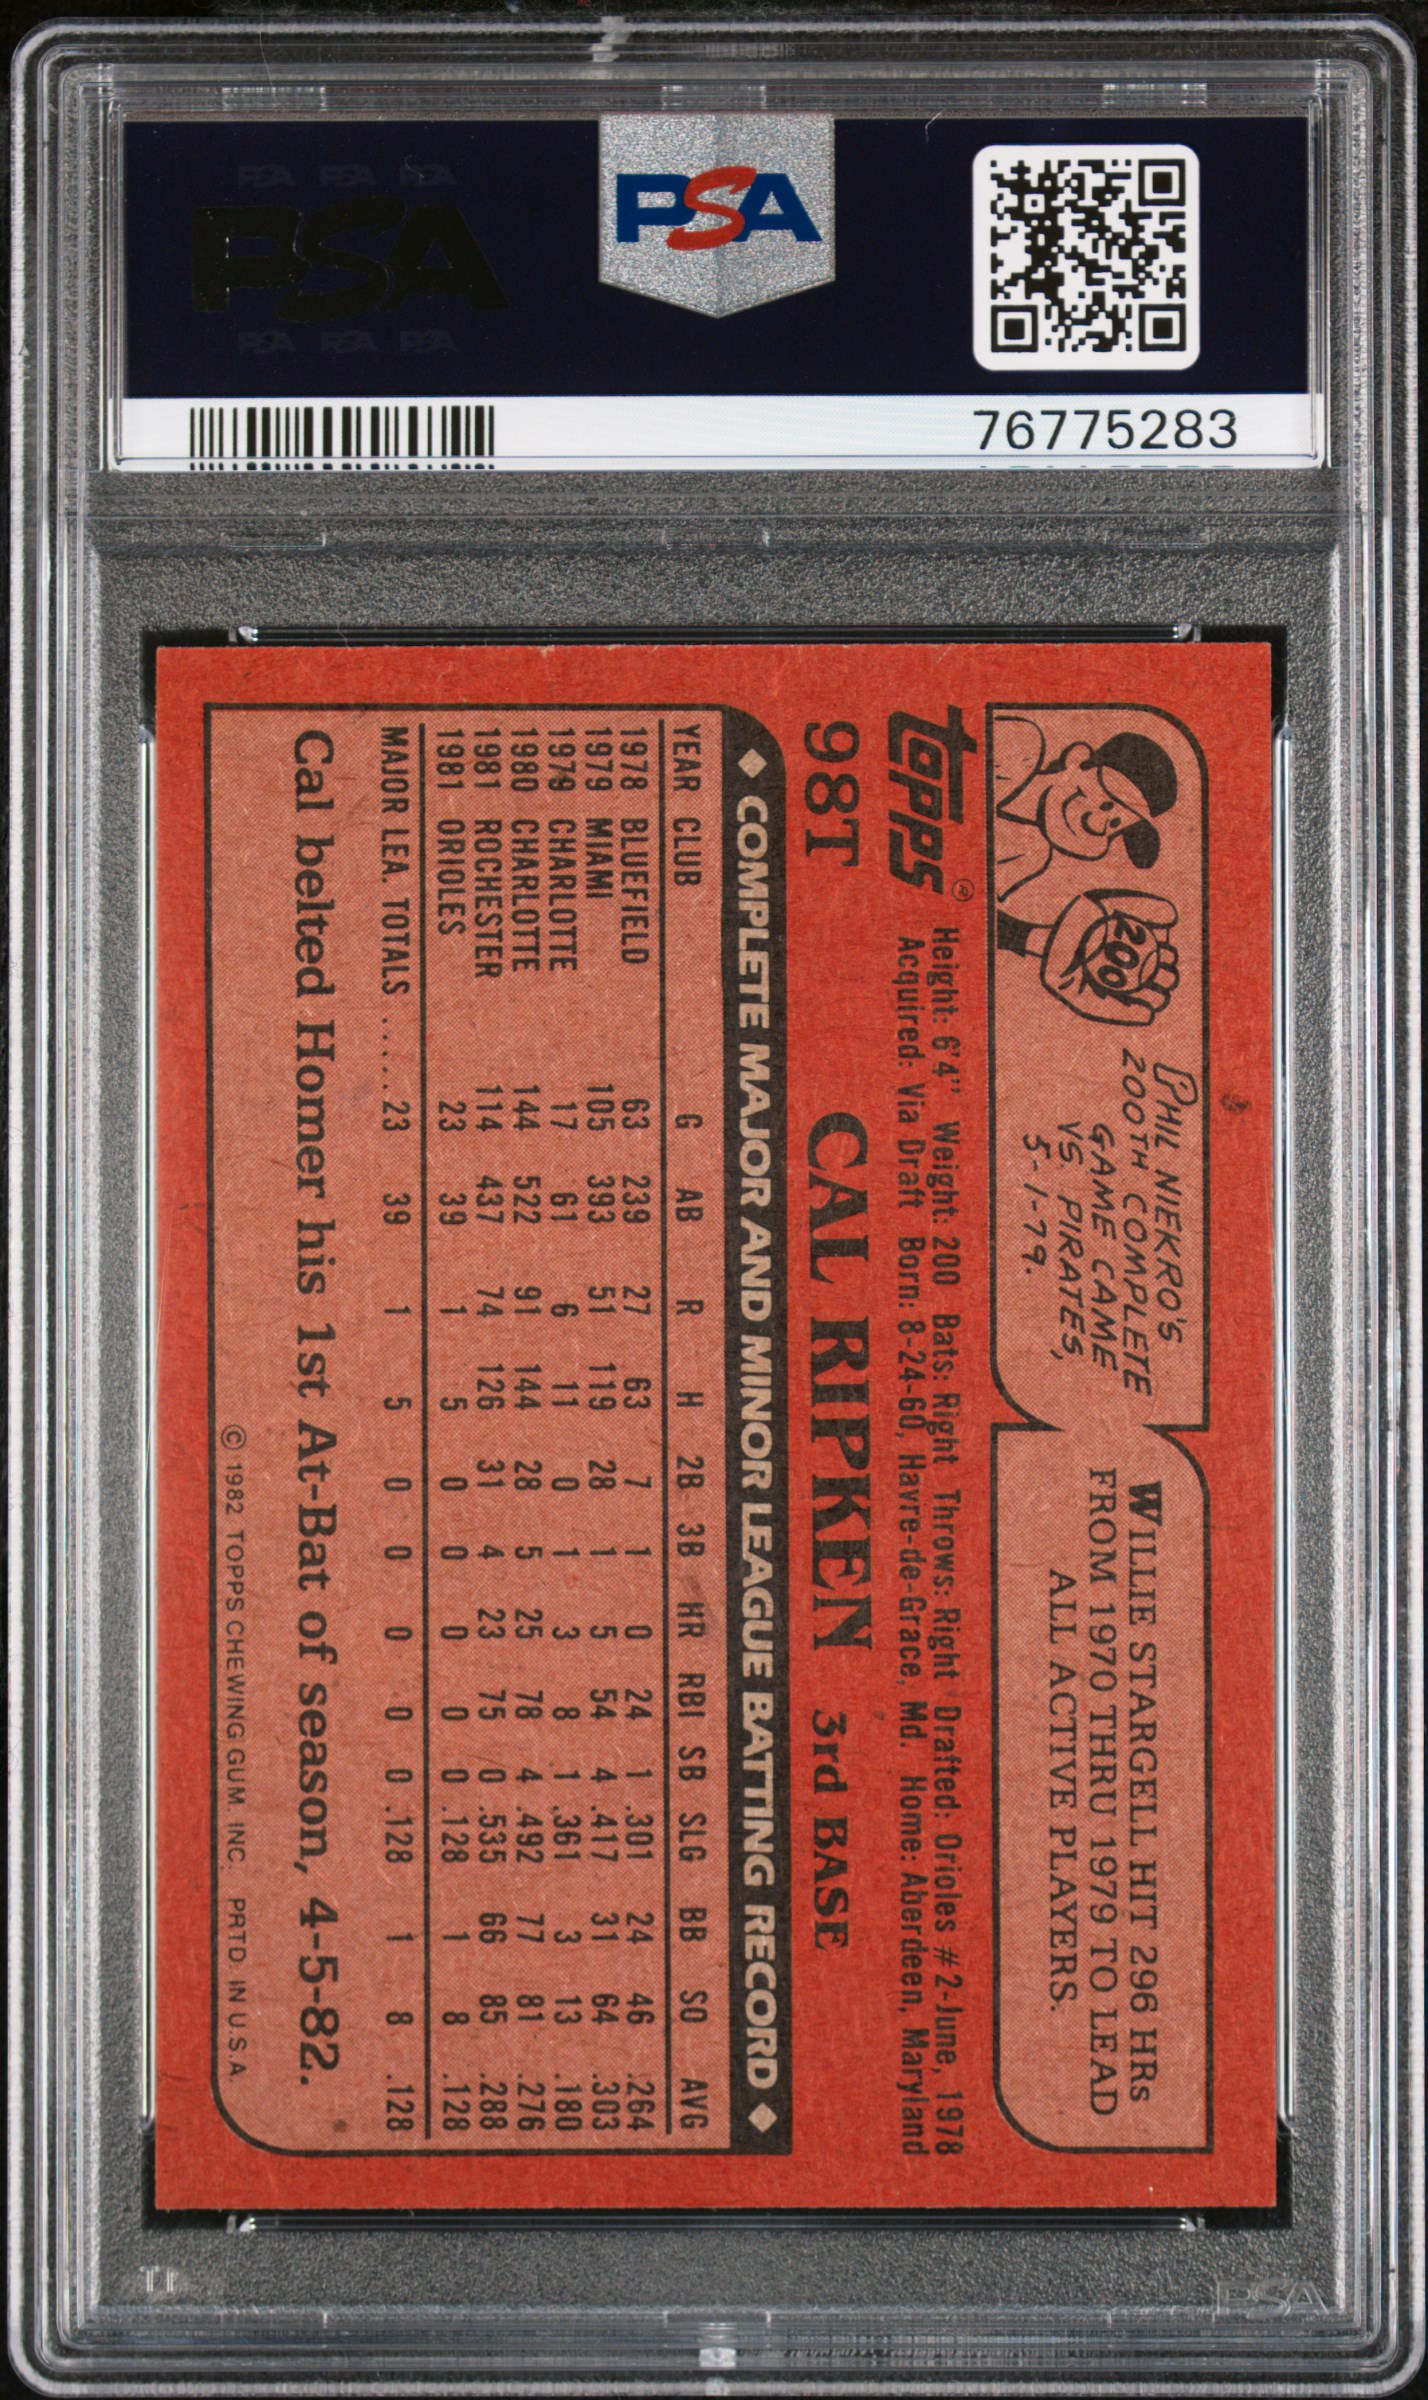 PSA PSA PSA
PSA
PSA PSA PSA
PSA
76775283
PHIL NIEKRO'S
200TH COMPLETE
GAME CAME
VS. PIRATES,
5-1-79.
200
WILLIE STARGELL HIT 296 HRs
FROM 1970 THRU 1979 TO LEAD
ALL ACTIVE PLAYERS.
topps®
Height: 6'4" Weight: 200 Bats: Right Throws: Right Drafted: Orioles #2-June, 1978
Acquired: Via Draft Born: 8-24-60, Havre-de-Grace, Md. Home: Aberdeen, Maryland
98T CAL RIPKEN 3rd BASE
◆ COMPLETE MAJOR AND MINOR LEAGUE BATTING RECORD ◆
YEAR CLUB G AB R H 2B 3B HR RBI SB SLG BB SO AVG
1978 BLUEFIELD 63 239 27 63 7 1 0 24 1 .301 24 46 .264
1979 MIAMI 105 393 51 119 28 1 5 54 4 .417 31 64 .303
1979 CHARLOTTE 17 61 6 11 0 1 3 8 1 .361 3 13 .180
1980 CHARLOTTE 144 522 91 144 28 5 25 78 4 .492 77 81 .276
1981 ROCHESTER 114 437 74 126 31 4 23 75 0 .535 66 85 .288
1981 ORIOLES 23 39 1 5 0 0 0 0 0 .128 1 8 .128
MAJOR LEA. TOTALS ...... 23 39 1 5 0 0 0 0 0 .128 1 8 .128
Cal belted Homer his 1st At-Bat of season, 4-5-82.
© 1982 TOPPS CHEWING GUM, INC. PRTD. IN U.S.A.
PSA